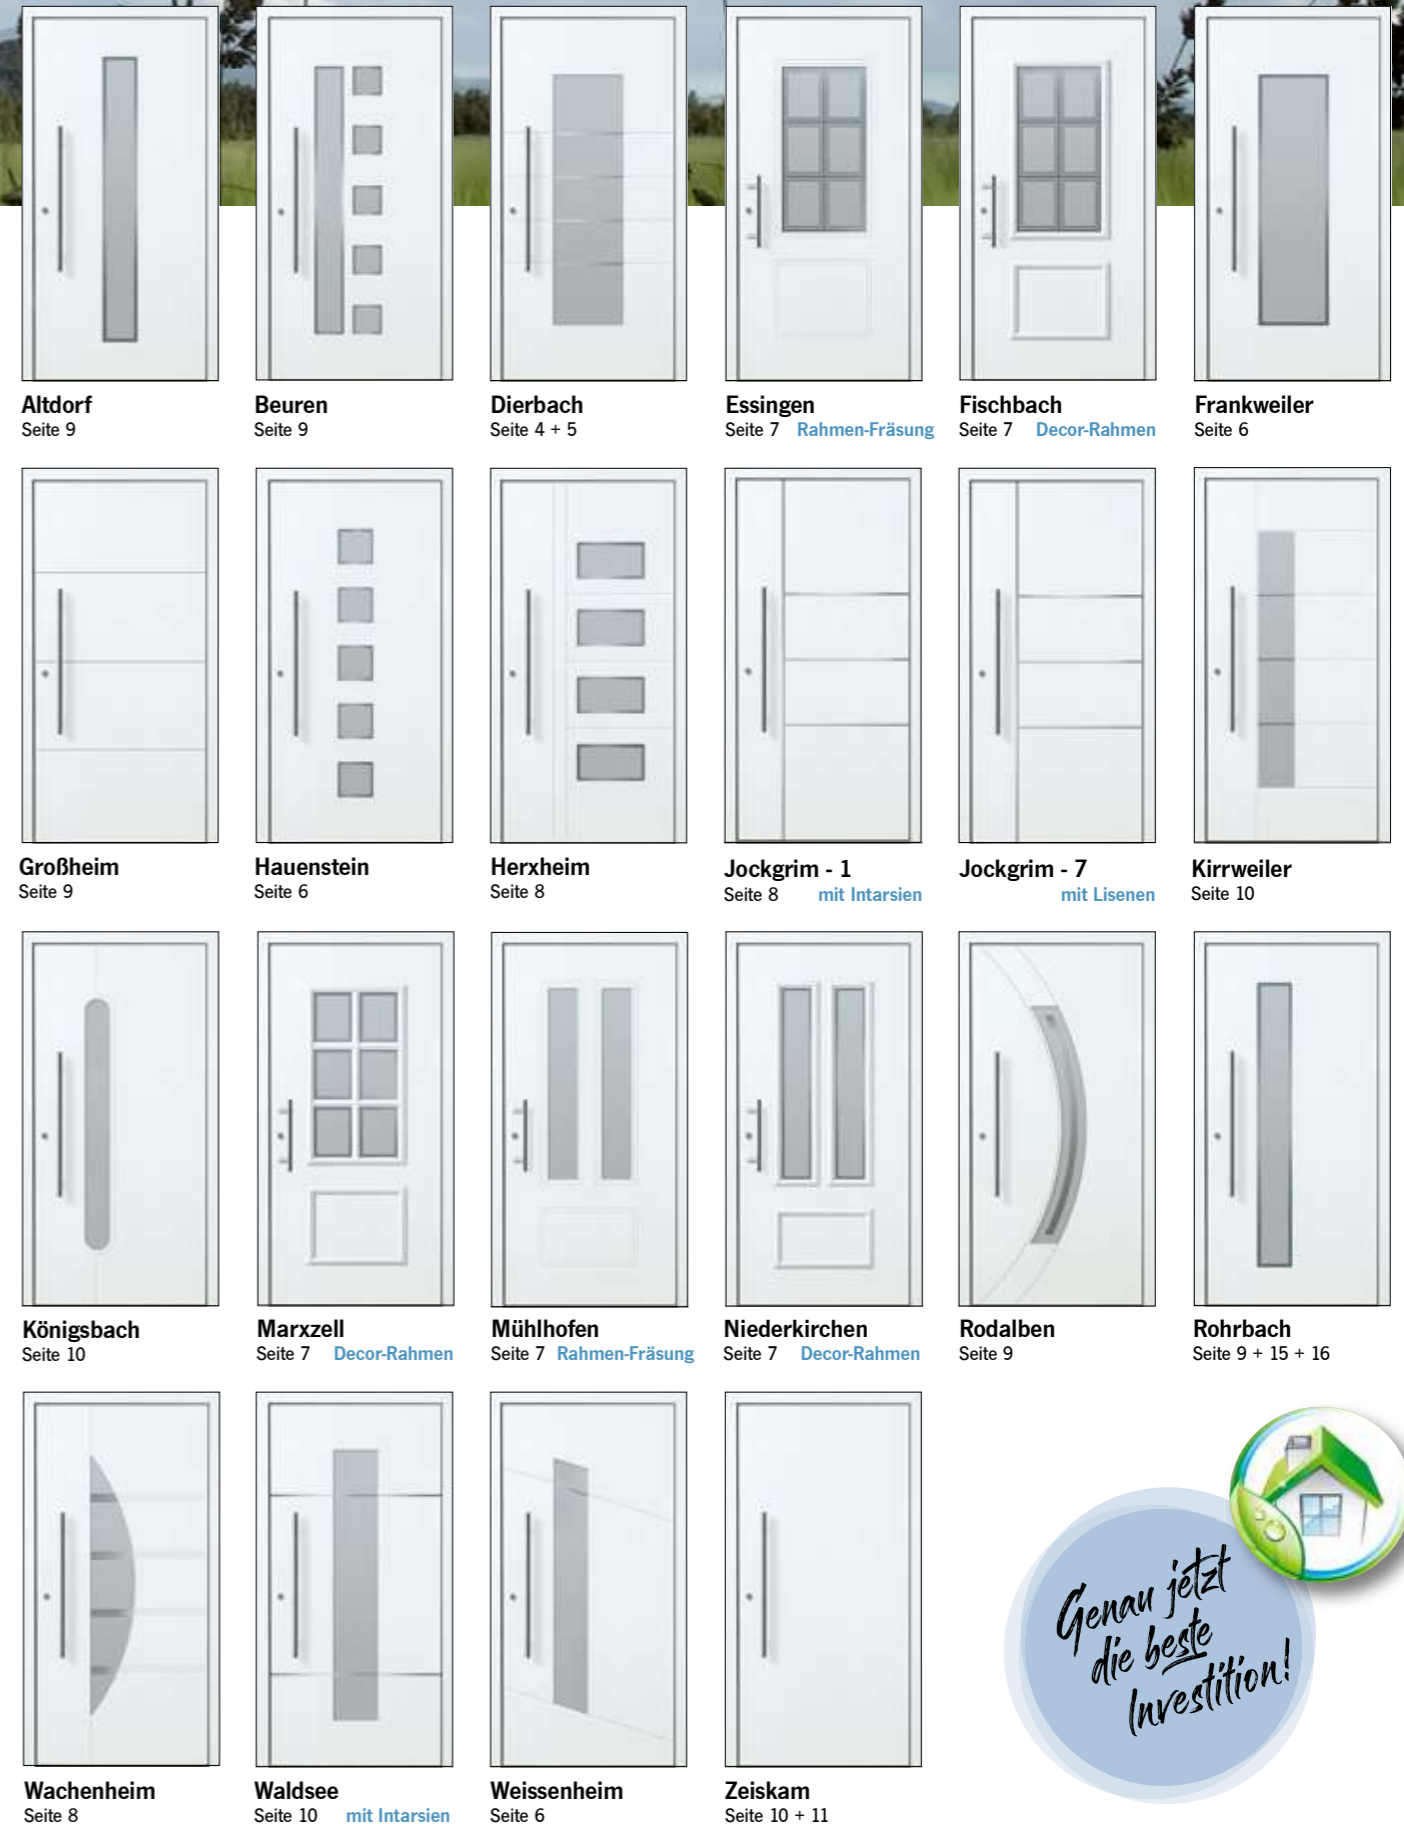 Altdorf
Seite 9
Beuren
Seite 9
Dierbach
Seite 4 + 5
Essingen
Seite 7 Rahmen-Fräsung
Fischbach
Seite 7 Decor-Rahmen
Frankweiler
Seite 6
Großheim
Seite 9
Hauenstein
Seite 6
Herxheim
Seite 8
Jockgrim - 1
Seite 8 mit Intarsien
Jockgrim - 7
mit Lisenen
Kirrweiler
Seite 10
Königsbach
Seite 10
Marxzell
Seite 7 Decor-Rahmen
Mühlhofen
Seite 7 Rahmen-Fräsung
Niederkirchen
Seite 7 Decor-Rahmen
Rodalben
Seite 9
Rohrbach
Seite 9 + 15 + 16
Wachenheim
Seite 8
Waldsee
Seite 10 mit Intarsien
Weissenheim
Seite 6
Zeiskam
Seite 10 + 11
Genau jetzt
die beste
Investition!